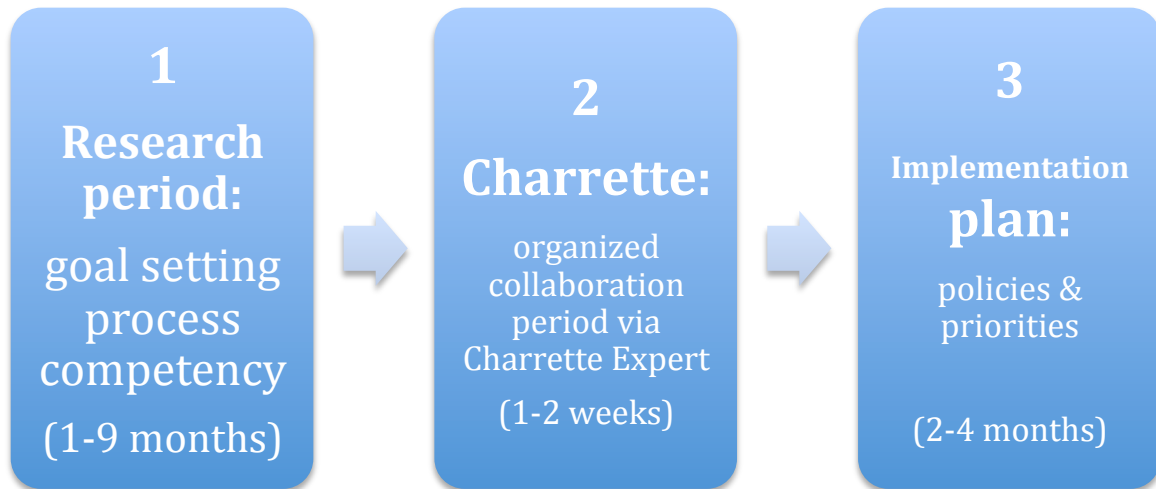 1
Research
period:
goal setting
process
competency
(1-9 months)
2
Charrette:
organized
collaboration
period via
Charrette Expert
(1-2 weeks)
3
Implementation
plan:
policies &
priorities
(2-4 months)